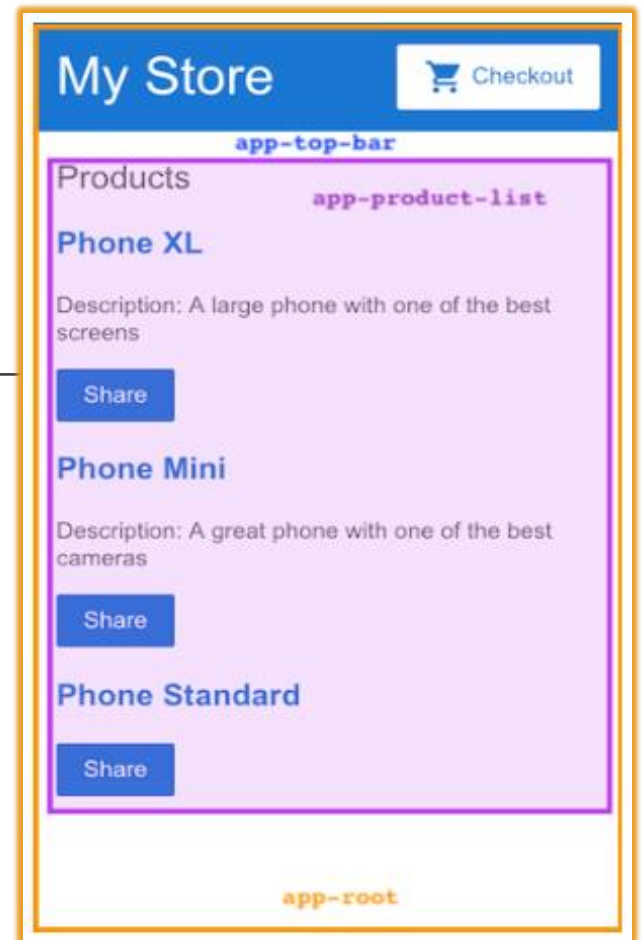 My Store
Checkout
app-top-bar
Products
app-product-list
Phone XL
Description: A large phone with one of the best
screens
Share
Phone Mini
Description: A great phone with one of the best
cameras
Share
Phone Standard
Share
app-root